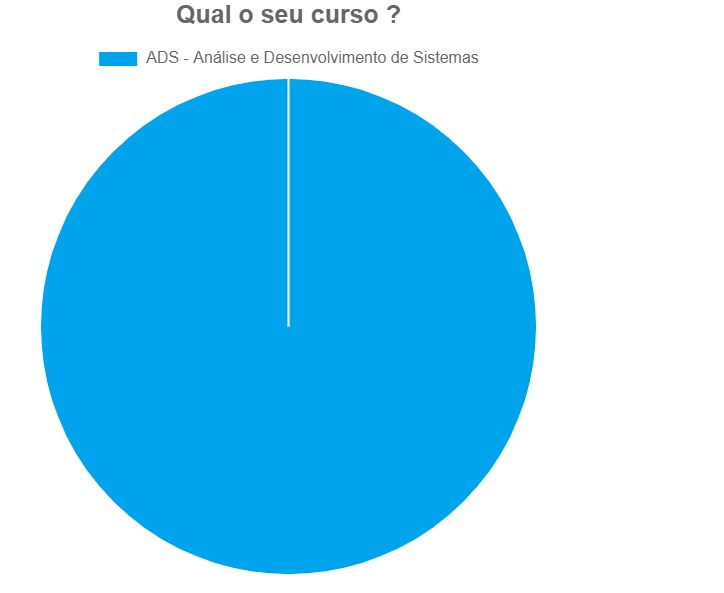 Qual o seu curso ?
ADS - Análise e Desenvolvimento de Sistemas